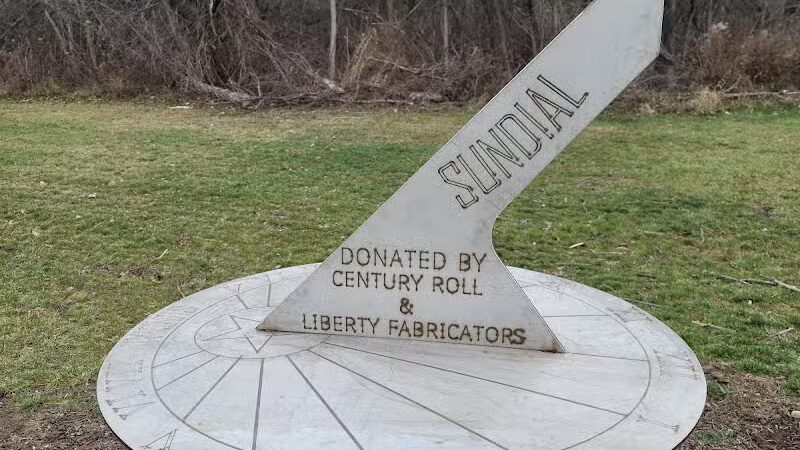 SUNDIAL
DONATED BY
CENTURY ROLL
&
LIBERTY FABRICATORS